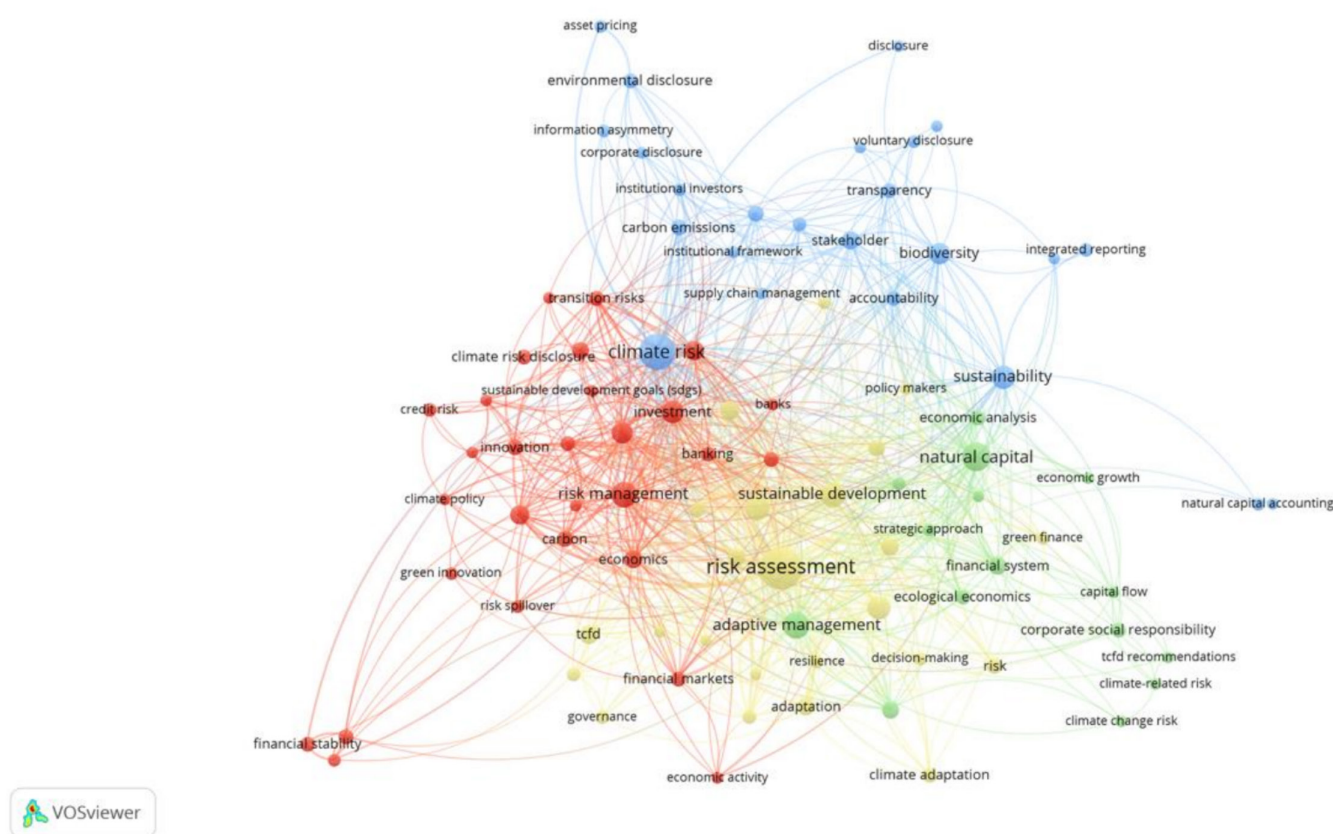 asset pricing
disclosure
environmental disclosure
information asymmetry
voluntary disclosure
corporate disclosure
institutional investors
transparency
carbon emissions
stakeholder
institutional framework
biodiversity
integrated reporting
supply chain management
accountability
transition risks
climate risk
climate risk disclosure
sustainability
sustainable development goals (sdgs)
policy makers
credit risk
investment
banks
economic analysis
innovation
banking
natural capital
economic growth
climate policy
risk management
sustainable development
natural capital accounting
strategic approach
carbon
green finance
economics
risk assessment
financial system
green innovation
ecological economics
capital flow
risk spillover
tcfd
adaptive management
corporate social responsibility
resilience
decision-making
risk
tcfd recommendations
financial markets
climate-related risk
governance
adaptation
climate change risk
financial stability
economic activity
climate adaptation
VOSviewer